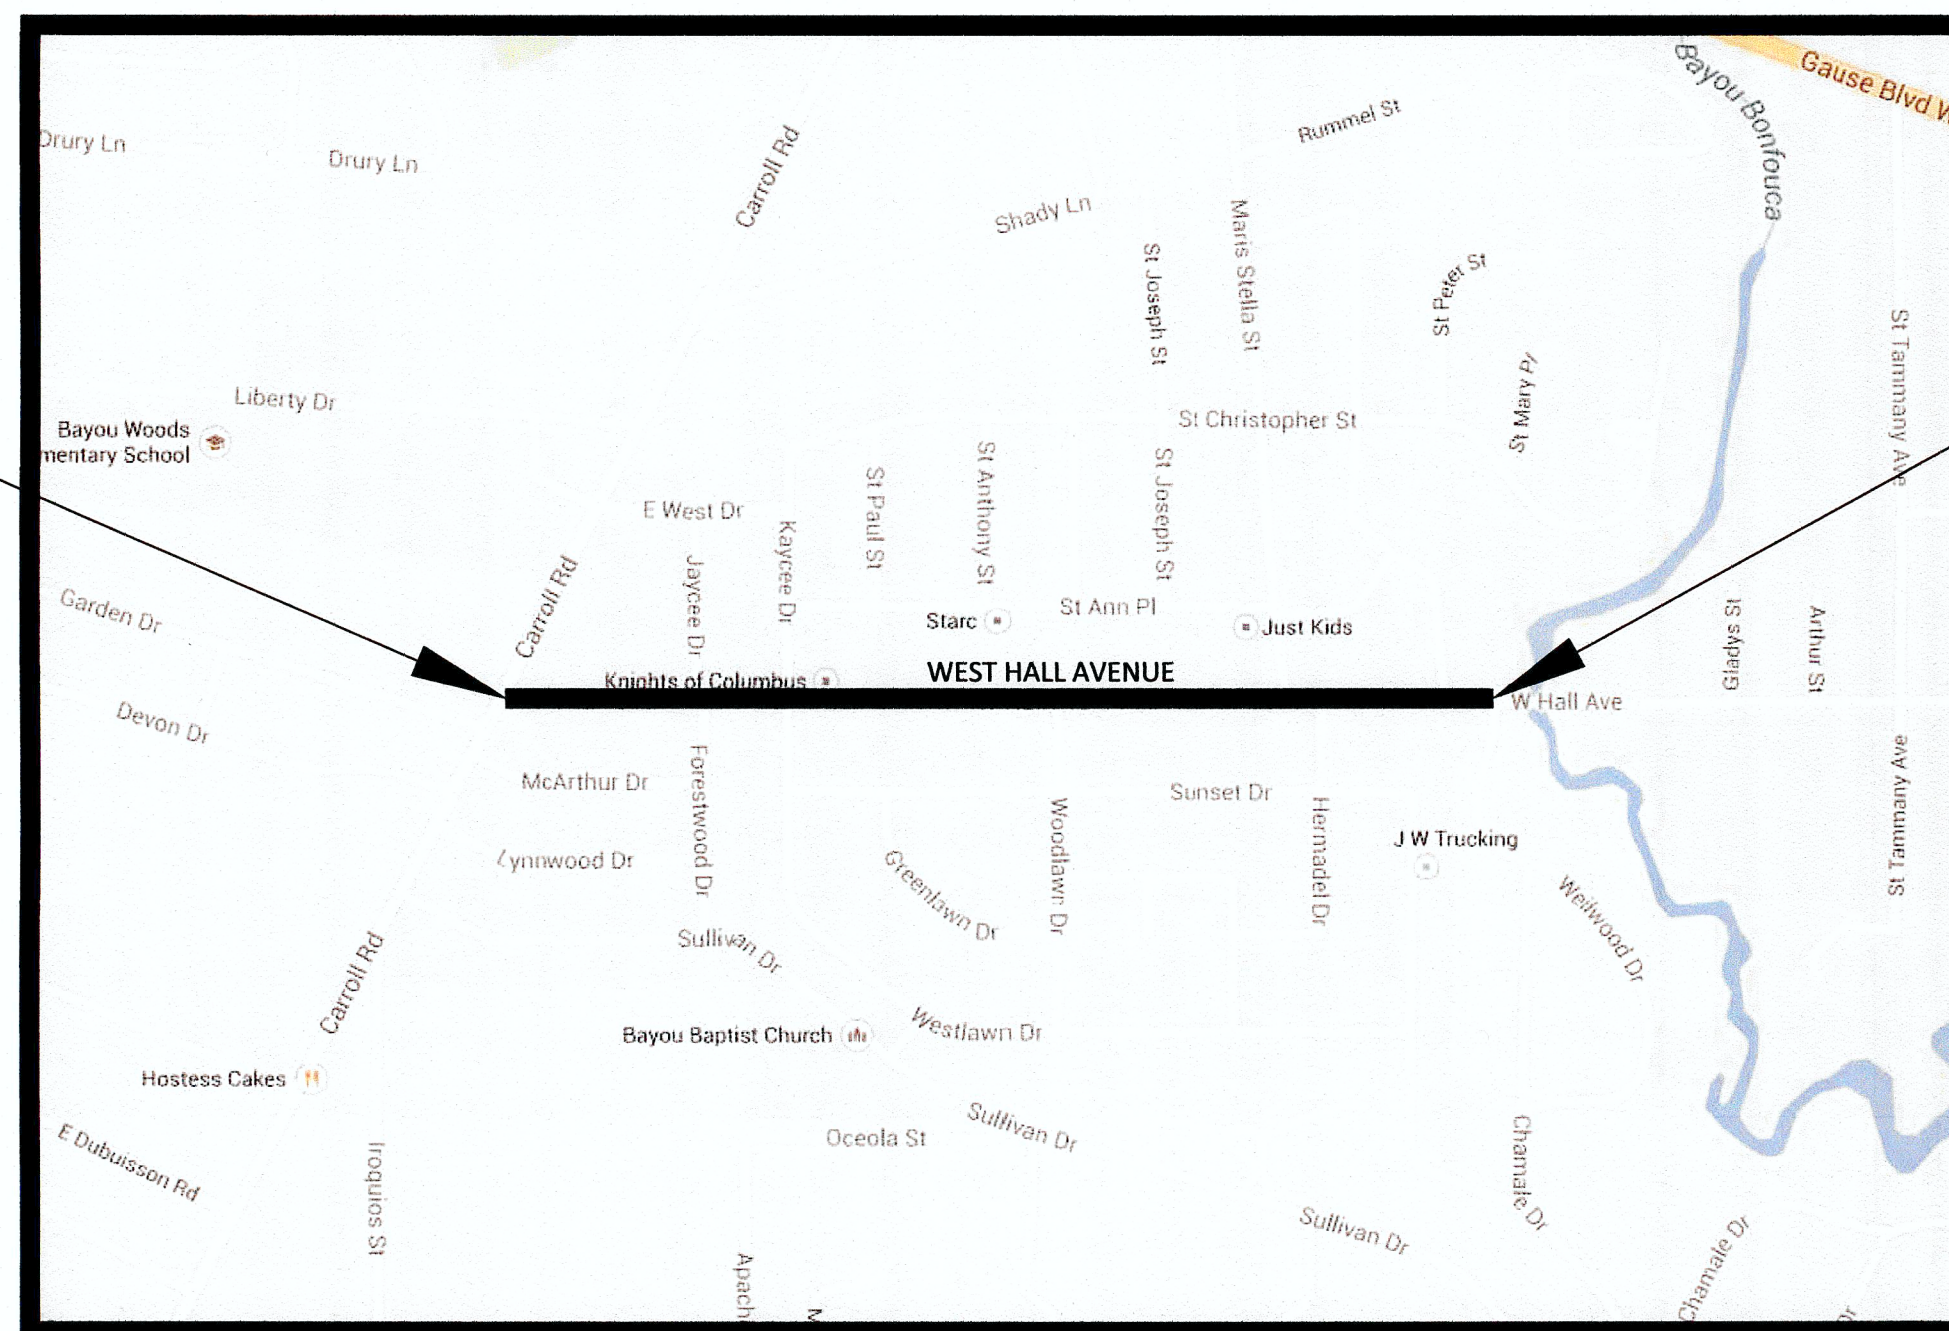 Gause Blvd W
Bayou Bonfouca
Rummel St
Drury Ln
Drury Ln
Carroll Rd
Shady Ln
Maris Stella St
St Joseph St
St Peter St
St Tammany Ave
St Mary Pl
Liberty Dr
St Christopher St
Bayou Woods
mentary School
St Anthony St
St Paul St
St Joseph St
E West Dr
Kaycee Dr
Jaycee Dr
Carroll Rd
Garden Dr
St Ann Pl
Starc
Just Kids
Gladys St
Arthur St
Knights of Columbus
WEST HALL AVENUE
W Hall Ave
Devon Dr
McArthur Dr
Forestwood Dr
Sunset Dr
Woodlawn Dr
Hermadel Dr
St Tammany Ave
J W Trucking
Lynnwood Dr
Greenlawn Dr
Wellwood Dr
Sullivan Dr
Carroll Rd
Bayou Baptist Church
Westlawn Dr
Hostess Cakes
E Dubuisson Rd
Iroquios St
Oceola St
Sullivan Dr
Chamale Dr
Sullivan Dr
Chamale Dr
Apach